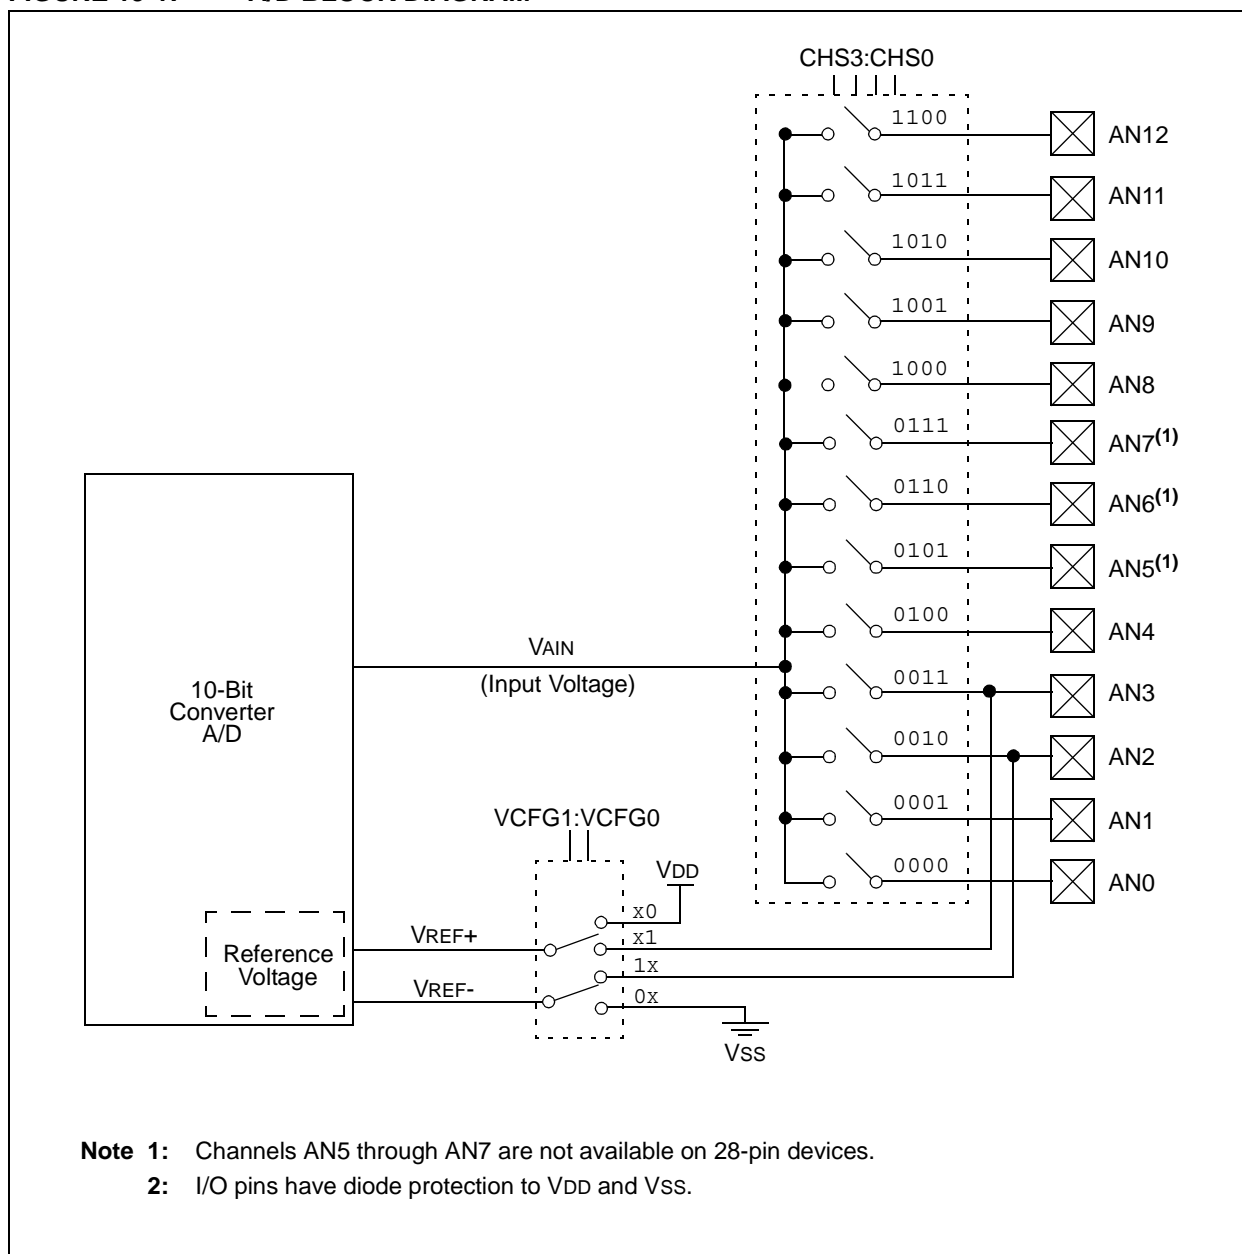 CHS3:CHS0
1100 AN12
1011 AN11
1010 AN10
1001 AN9
1000 AN8
0111 AN7(1)
0110 AN6(1)
0101 AN5(1)
0100 AN4
0011 AN3
0010 AN2
0001 AN1
0000 AN0
VAIN
(Input Voltage)
10-Bit
Converter
A/D
VCFG1:VCFG0
VDD
x0
x1
1x
0x
VREF+
VREF-
Reference
Voltage
VSS
Note 1: Channels AN5 through AN7 are not available on 28-pin devices.
2: I/O pins have diode protection to VDD and VSS.